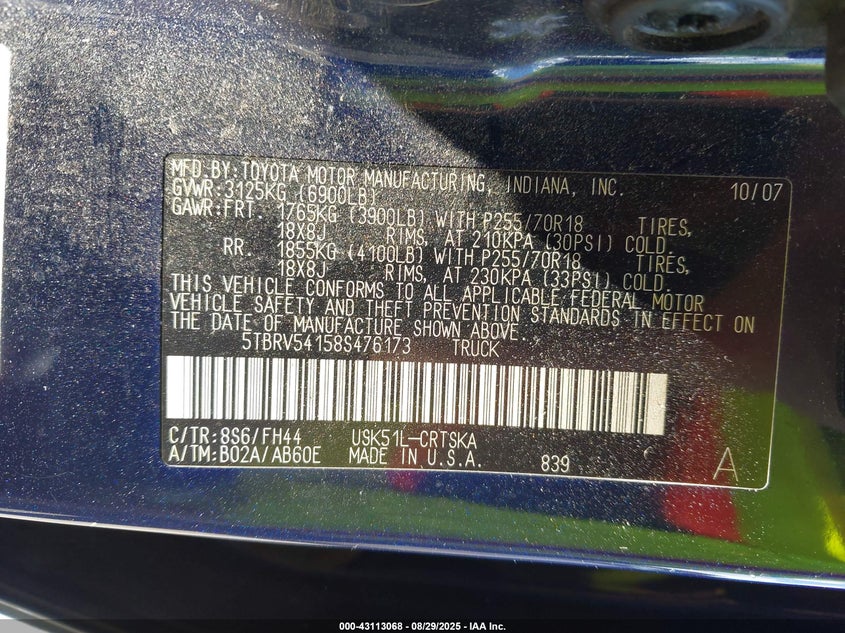 MFD.BY:TOYOTA MOTOR MANUFACTURING, INDIANA, INC. 10/07
GVWR:3125KG (6900LB)
GAWR:FRT. 1765KG (3900LB) WITH P255/70R18 TIRES,
18X8J RIMS, AT 210KPA (30PSI) COLD.
RR. 1855KG (4100LB) WITH P255/70R18 TIRES,
18X8J RIMS, AT 230KPA (33PSI) COLD.
THIS VEHICLE CONFORMS TO ALL APPLICABLE FEDERAL MOTOR
VEHICLE SAFETY AND THEFT PREVENTION STANDARDS IN EFFECT ON
THE DATE OF MANUFACTURE SHOWN ABOVE.
5TBRV54158S476173 TRUCK
C/TR:8S6/FH44 USK51L-CRTSKA
A/TM:B02A/AB60E MADE IN U.S.A. 839 A
000-43113068 - 08/29/2025 - IAA Inc.